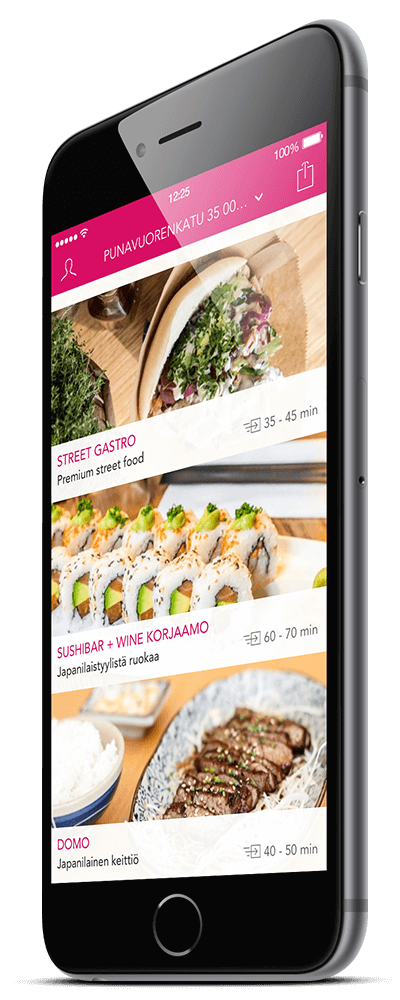 12:25
100%
PUNAVUORENKATU 35 00...
STREET GASTRO
Premium street food
35 - 45 min
SUSHIBAR + WINE KORJAAMO
Japanilaistyylistä ruokaa
60 - 70 min
DOMO
Japanilainen keittiö
40 - 50 min